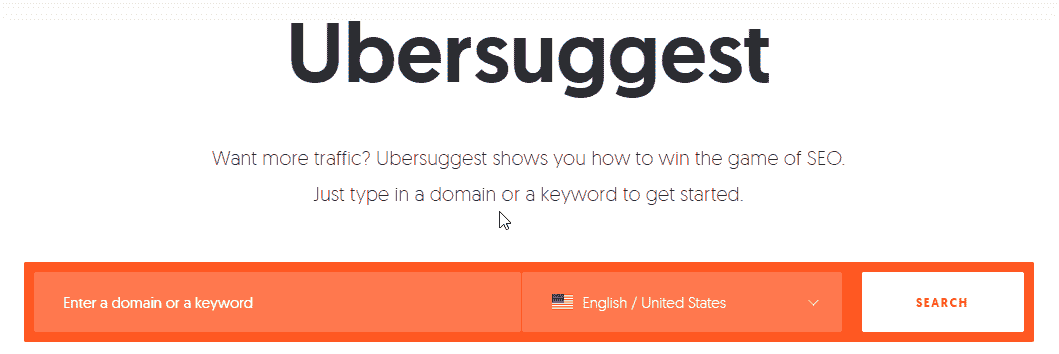 Ubersuggest
Want more traffic? Ubersuggest shows you how to win the game of SEO.
Just type in a domain or a keyword to get started.
Enter a domain or a keyword
English / United States
SEARCH